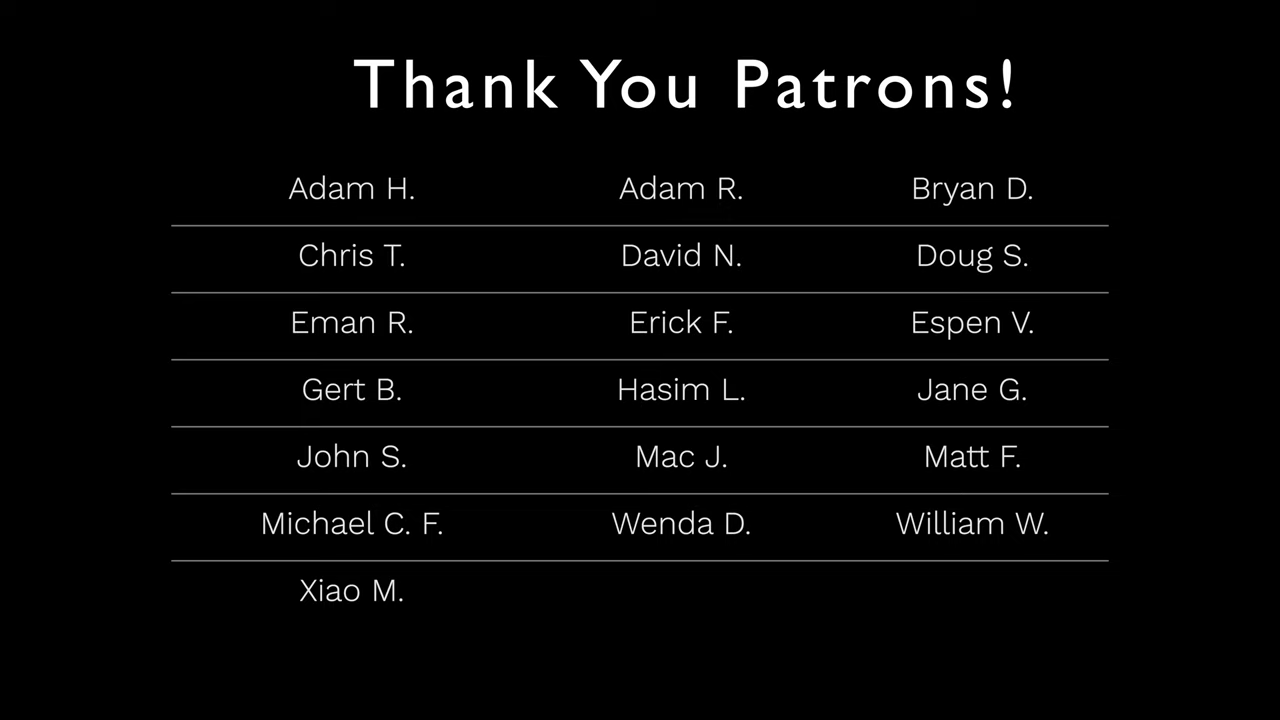 Thank You Patrons!
Adam H. Adam R. Bryan D.
Chris T. David N. Doug S.
Eman R. Erick F. Espen V.
Gert B. Hasim L. Jane G.
John S. Mac J. Matt F.
Michael C. F. Wenda D. William W.
Xiao M.